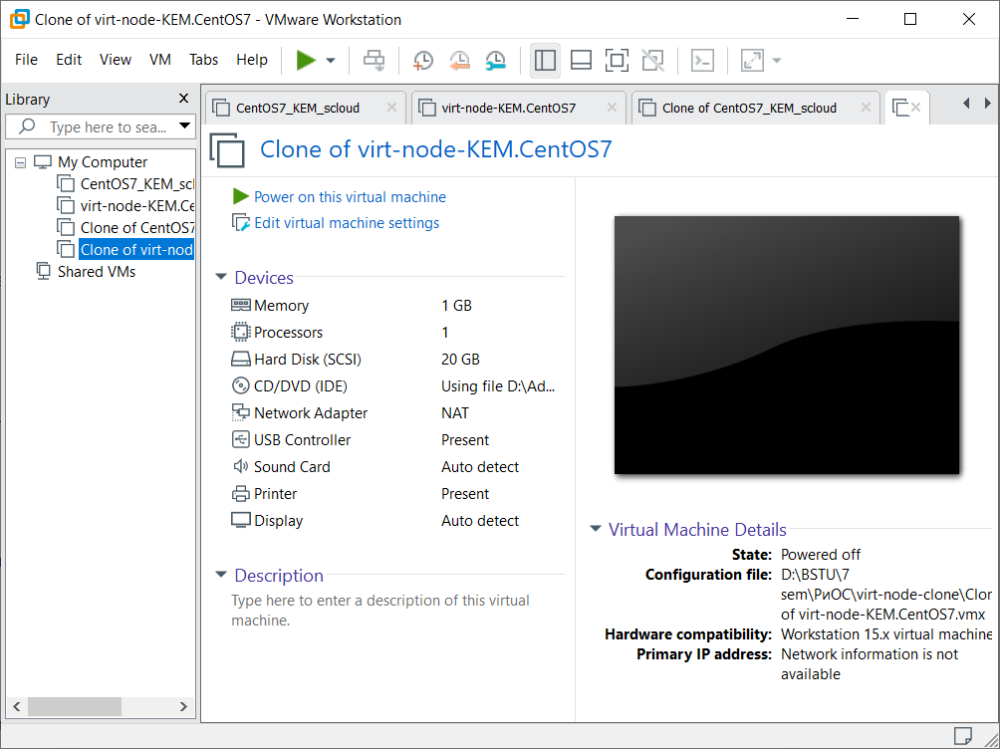 Clone of virt-node-KEM.CentOS7 - VMware Workstation
File Edit View VM Tabs Help
Library
Type here to sea...
My Computer
CentOS7_KEM_scl
virt-node-KEM.Ce
Clone of CentOS7
Clone of virt-nod
Shared VMs
CentOS7_KEM_scloud
virt-node-KEM.CentOS7
Clone of CentOS7_KEM_scloud
Clone of virt-node-KEM.CentOS7
Power on this virtual machine
Edit virtual machine settings
Devices
Memory 1 GB
Processors 1
Hard Disk (SCSI) 20 GB
CD/DVD (IDE) Using file D:\Ad...
Network Adapter NAT
USB Controller Present
Sound Card Auto detect
Printer Present
Display Auto detect
Description
Type here to enter a description of this virtual
machine.
Virtual Machine Details
State: Powered off
Configuration file: D:\BSTU\7
sem\РиОС\virt-node-clone\Clor
of virt-node-KEM.CentOS7.vmx
Hardware compatibility: Workstation 15.x virtual machine
Primary IP address: Network information is not
available